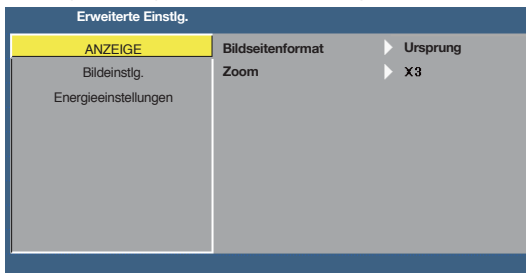 Erweiterte Einstlg.
ANZEIGE
Bildeinstlg.
Energieeinstellungen
Bildseitenformat Ursprung
Zoom X3